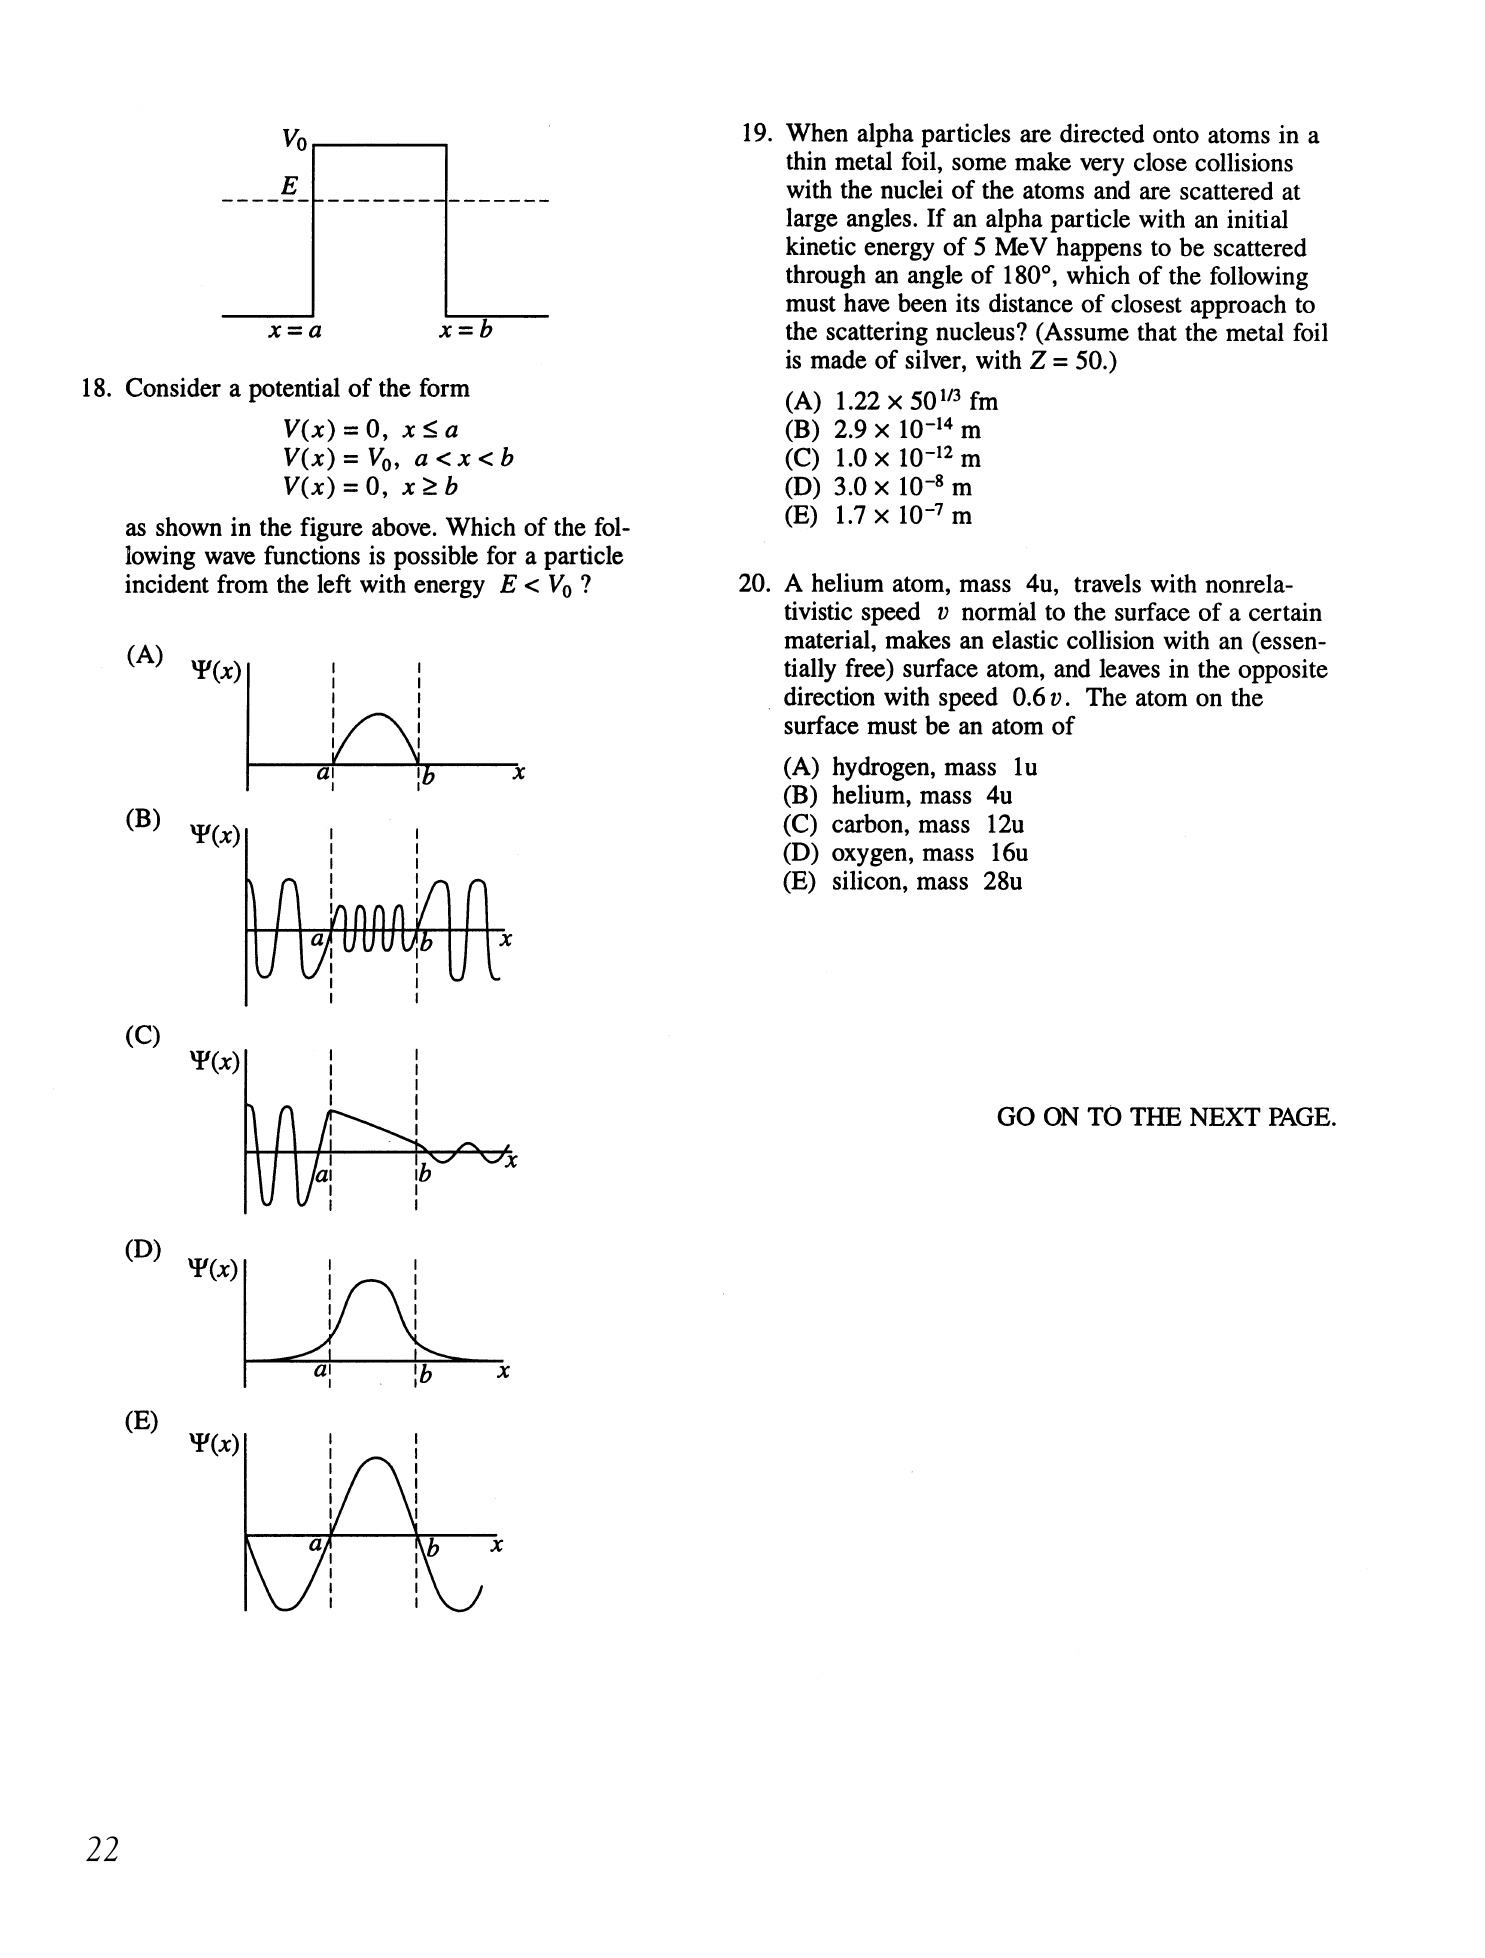 V₀
E
x = a
x = b
18. Consider a potential of the form
V(x) = 0, x ≤ a
V(x) = V₀, a < x < b
V(x) = 0, x ≥ b
as shown in the figure above. Which of the fol-
lowing wave functions is possible for a particle
incident from the left with energy E < V₀ ?
(A)
Ψ(x)
a
b
x
(B)
Ψ(x)
a
b
x
(C)
Ψ(x)
a
b
x
(D)
Ψ(x)
a
b
x
(E)
Ψ(x)
a
b
x
19. When alpha particles are directed onto atoms in a
thin metal foil, some make very close collisions
with the nuclei of the atoms and are scattered at
large angles. If an alpha particle with an initial
kinetic energy of 5 MeV happens to be scattered
through an angle of 180°, which of the following
must have been its distance of closest approach to
the scattering nucleus? (Assume that the metal foil
is made of silver, with Z = 50.)
(A) 1.22 × 50¹ᐟ³ fm
(B) 2.9 × 10⁻¹⁴ m
(C) 1.0 × 10⁻¹² m
(D) 3.0 × 10⁻⁸ m
(E) 1.7 × 10⁻⁷ m
20. A helium atom, mass 4u, travels with nonrela-
tivistic speed v normal to the surface of a certain
material, makes an elastic collision with an (essen-
tially free) surface atom, and leaves in the opposite
direction with speed 0.6 v. The atom on the
surface must be an atom of
(A) hydrogen, mass 1u
(B) helium, mass 4u
(C) carbon, mass 12u
(D) oxygen, mass 16u
(E) silicon, mass 28u
GO ON TO THE NEXT PAGE.
22